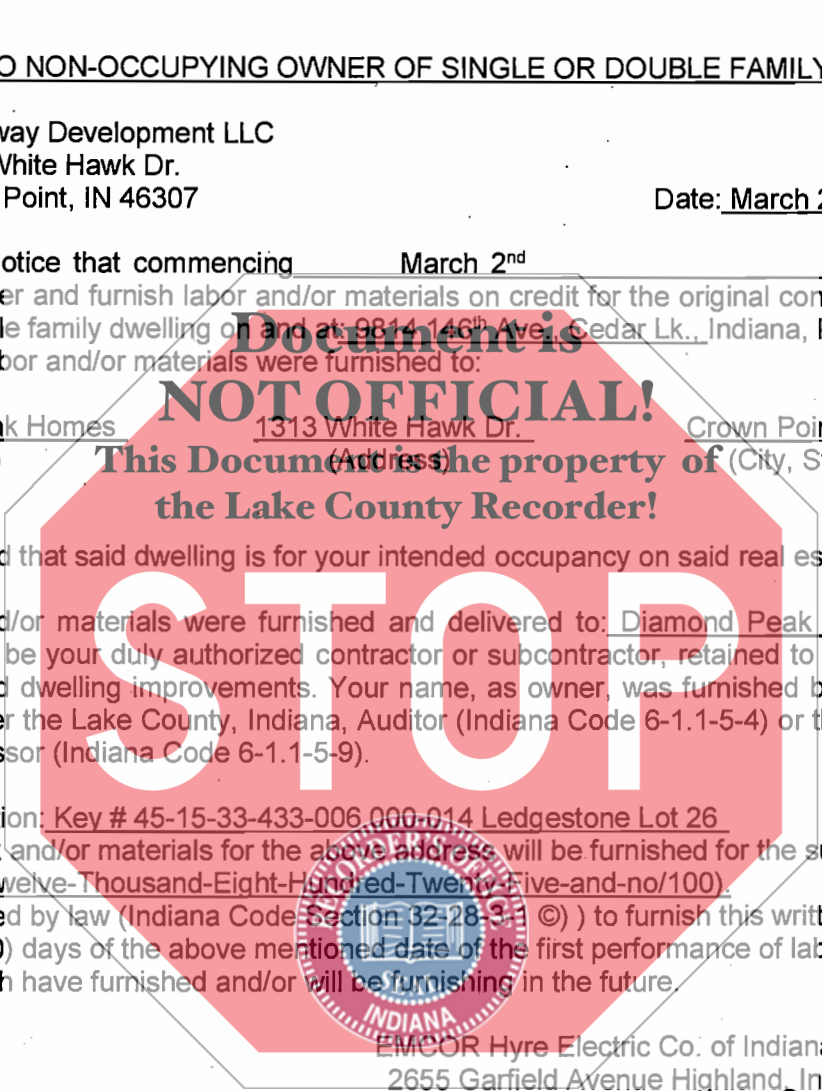 O NON-OCCUPYING OWNER OF SINGLE OR DOUBLE FAMILY
way Development LLC
White Hawk Dr.
Point, IN 46307
Date: March 2
otice that commencing March 2nd
er and furnish labor and/or materials on credit for the original con
le family dwelling on and at: 9814 146th Ave., Cedar Lk., Indiana,
bor and/or materials were furnished to:
Document is
NOT OFFICIAL!
k Homes 1313 White Hawk Dr. Crown Poin
(Address) (City, S
This Document is the property of
the Lake County Recorder!
d that said dwelling is for your intended occupancy on said real es
STOP
d/or materials were furnished and delivered to: Diamond Peak
be your duly authorized contractor or subcontractor, retained to
d dwelling improvements. Your name, as owner, was furnished b
er the Lake County, Indiana, Auditor (Indiana Code 6-1.1-5-4) or th
ssor (Indiana Code 6-1.1-5-9).
ion: Key # 45-15-33-433-006.000-014 Ledgestone Lot 26
and/or materials for the above address will be furnished for the su
welve-Thousand-Eight-Hundred-Twenty-Five-and-no/100).
ed by law (Indiana Code Section 32-28-3-1 ©) ) to furnish this writt
0) days of the above mentioned date of the first performance of lab
h have furnished and/or will be furnishing in the future.
RECORDER'S OFFICE
SEAL
INDIANA
EMCOR Hyre Electric Co. of Indiana
2655 Garfield Avenue Highland, In